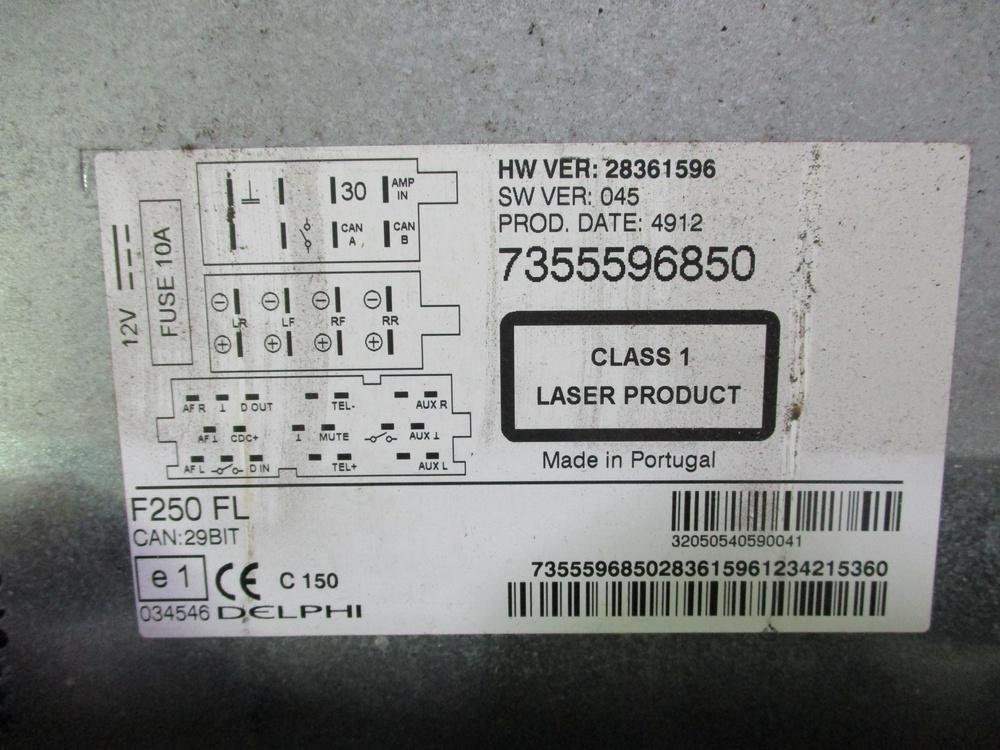 HW VER: 28361596
SW VER: 045
PROD. DATE: 4912
7355596850
CLASS 1
LASER PRODUCT
Made in Portugal
12V
FUSE 10A
30 AMP IN
CAN A CAN B
LR LF RF RR
AF R D OUT TEL- AUX R
AF CDC+ MUTE AUX
AF L D IN TEL+ AUX L
F250 FL
CAN:29BIT
e 1 CE C 150
034546 DELPHI
32050540590041
7355596850283615961234215360